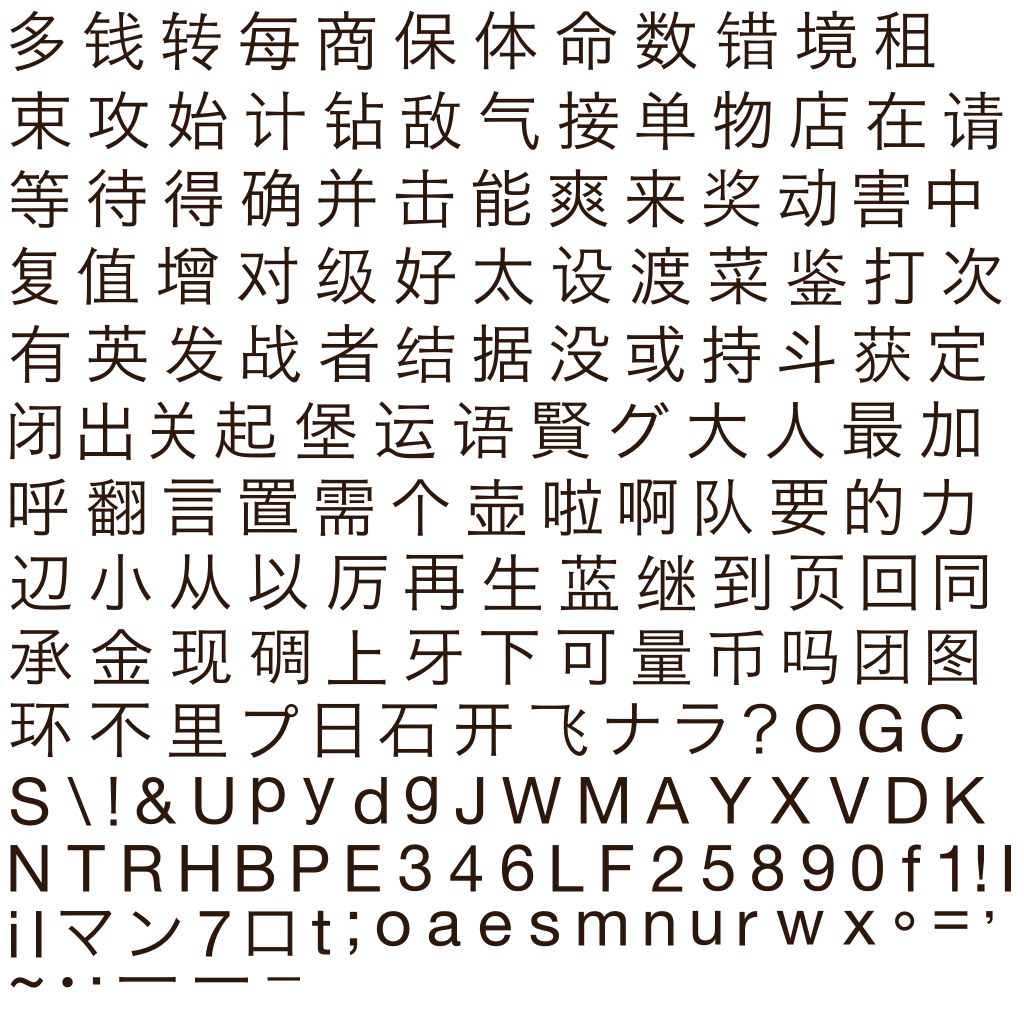 多钱转每商保体命数错境租
束攻始计钻敌气接单物店在请
等待得确并击能爽来奖动害中
复值增对级好太设渡菜鉴打次
有英发战者结据没或持斗获定
闭出关起堡运语賢グ大人最加
呼翻言置需个壶啦啊队要的力
辺小从以厉再生蓝继到页回同
承金现碉上牙下可量币吗团图
环不里プ日石开飞ナラ?OGC
S\!&UpydgJWMAYXVDK
NTRHBPE346LF25890f1!I
ilマン7口t;oaesmnurwx°=’
~·.一一–